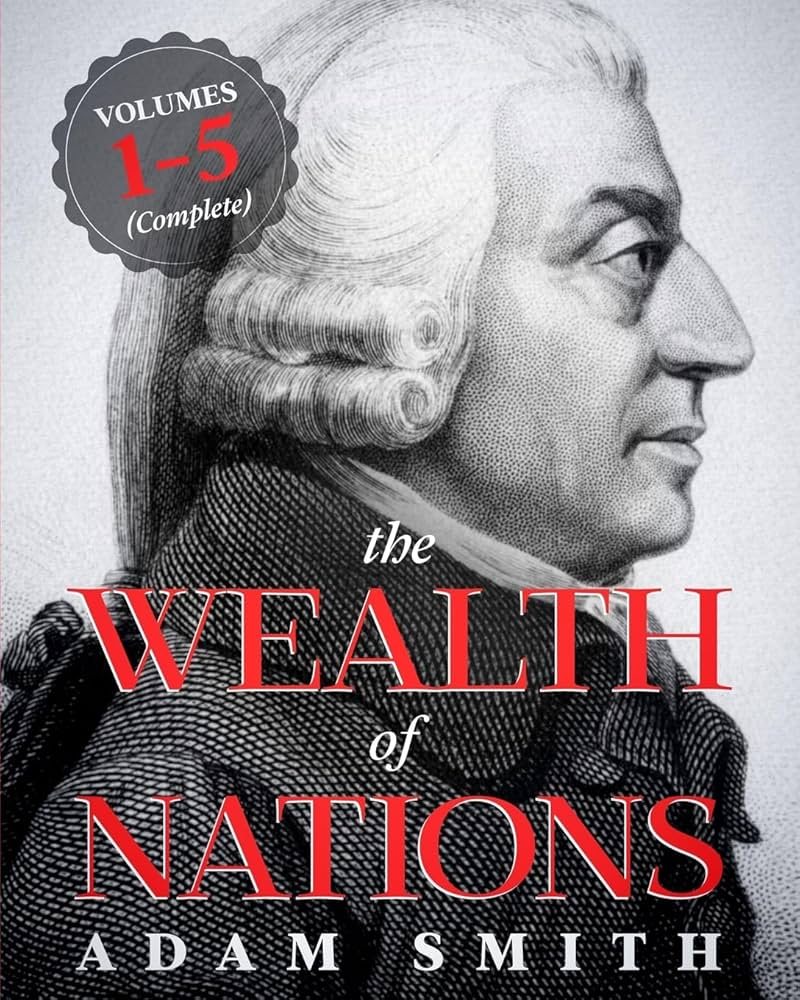 VOLUMES
1–5
(Complete)
the
WEALTH
of
NATIONS
ADAM SMITH